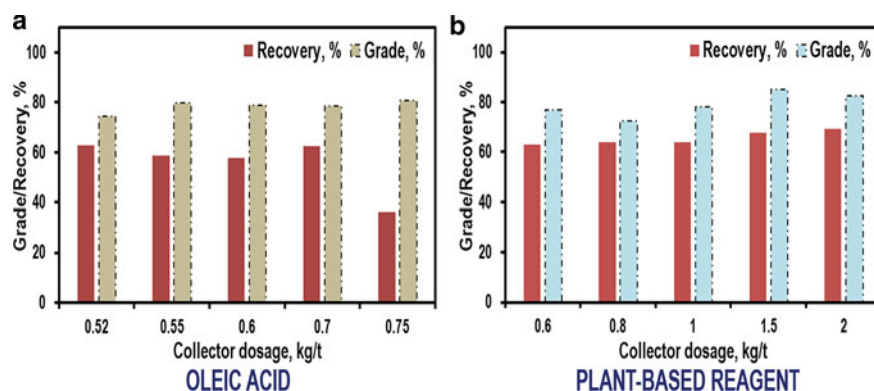 a
Grade/Recovery, %
100
80
60
40
20
0
Recovery, % Grade, %
0.52 0.55 0.6 0.7 0.75
Collector dosage, kg/t
OLEIC ACID
b
100
80
60
40
20
0
Recovery, % Grade, %
0.6 0.8 1 1.5 2
Collector dosage, kg/t
PLANT-BASED REAGENT